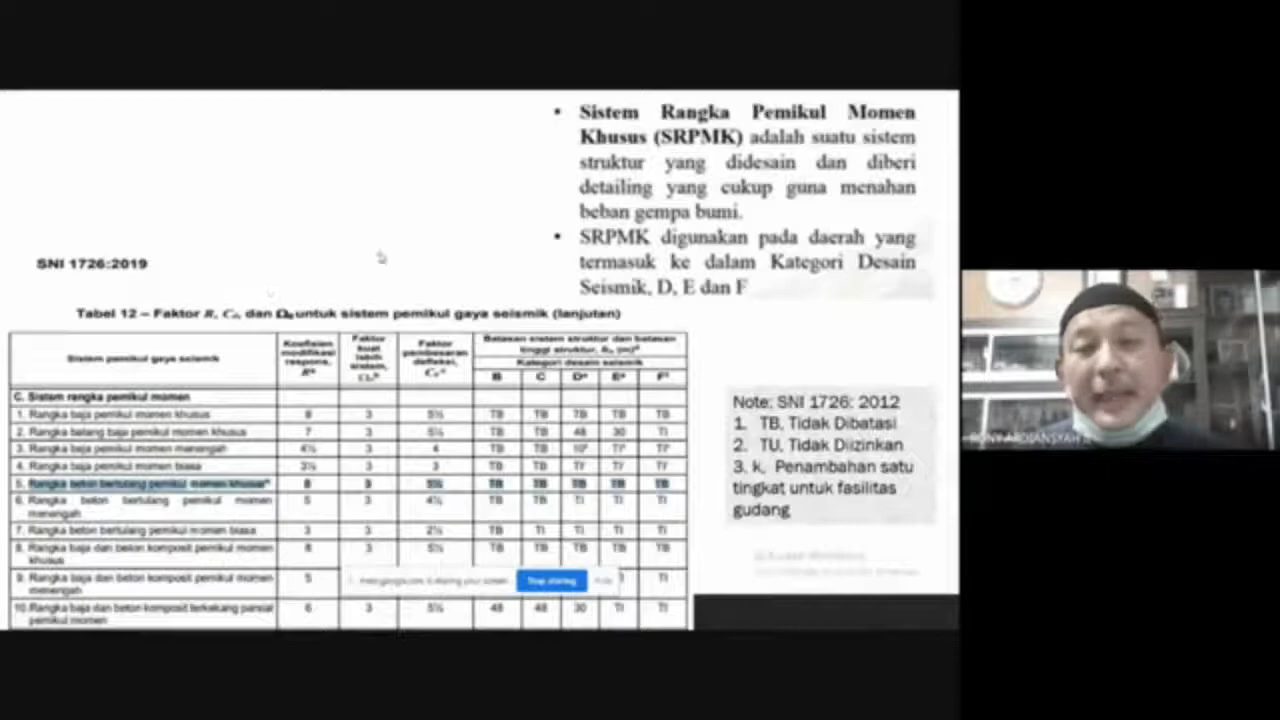 • Sistem Rangka Pemikul Momen
Khusus (SRPMK) adalah suatu sistem
struktur yang didesain dan diberi
detailing yang cukup guna menahan
beban gempa bumi.
• SRPMK digunakan pada daerah yang
termasuk ke dalam Kategori Desain
Seismik, D, E dan F
SNI 1726:2019
Tabel 12 – Faktor R, Cd, dan Ω0 untuk sistem pemikul gaya seismik (lanjutan)
Sistem pemikul gaya seismik
Koefisien modifikasi respons, Rᵃ
Faktor kuat lebih sistem, Ω0ᵇ
Faktor pembesaran defleksi, Cdᶜ
Batasan sistem struktur dan batasan tinggi struktur, hn (m)ᵈ
Kategori desain seismik
B C Dᵉ Eᵉ Fᶠ
C. Sistem rangka pemikul momen
1. Rangka baja pemikul momen khusus 8 3 5½ TB TB TB TB TB
2. Rangka batang baja pemikul momen khusus 7 3 5½ TB TB 48 30 TI
3. Rangka baja pemikul momen menengah 4½ 3 4 TB TB
4. Rangka baja pemikul momen biasa 3½ 3 3 TB TB
5. Rangka beton bertulang pemikul momen khusus 8 3 5½ TB TB TB TB TB
6. Rangka beton bertulang pemikul momen 5 3 4½ TB TB TI TI TI
menengah
7. Rangka beton bertulang pemikul momen biasa 3 3 2½ TB TI TI TI TI
8. Rangka baja dan beton komposit pemikul momen 8 3 5½ TB TB TB TB TB
khusus
9. Rangka baja dan beton komposit pemikul momen 5 TI
menengah
10. Rangka baja dan beton komposit terkekang parsial 6 3 5½ 48 48 30 TI TI
pemikul momen
is sharing your screen
Stop sharing
Hide
Note; SNI 1726: 2012
1. TB, Tidak Dibatasi
2. TU, Tidak Diizinkan
3. k, Penambahan satu
tingkat untuk fasilitas
gudang